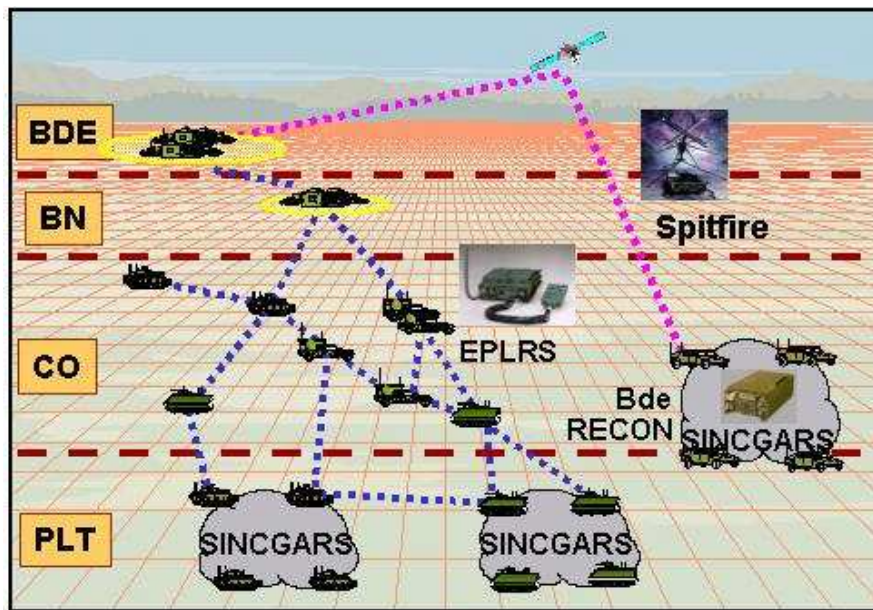 BDE
Spitfire
BN
EPLRS
CO
Bde
RECON
SINCGARS
PLT
SINCGARS
SINCGARS